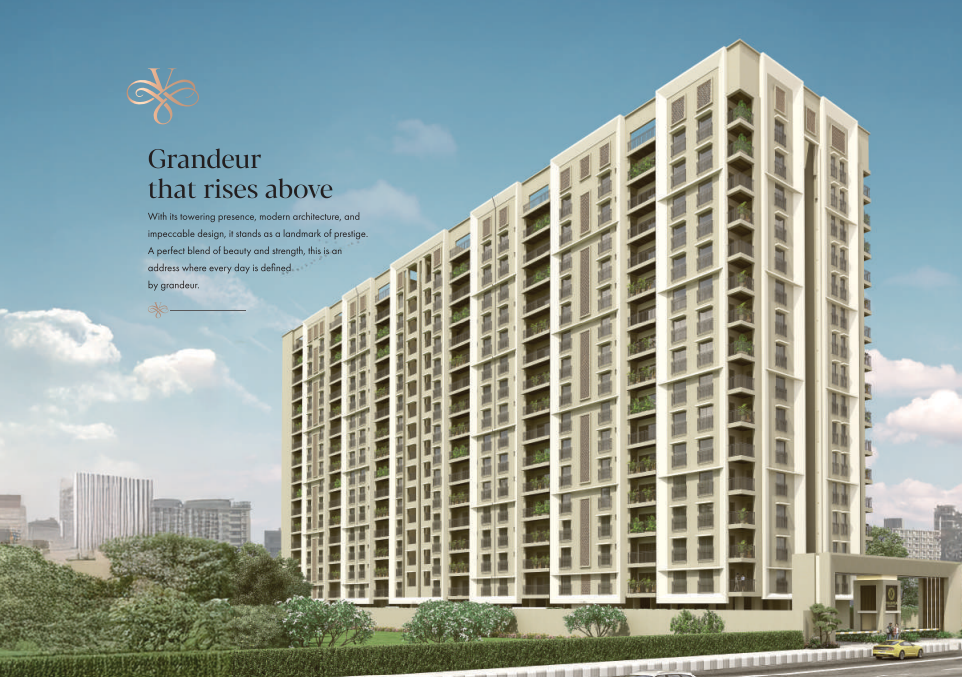 V
Grandeur
that rises above
With its towering presence, modern architecture, and
impeccable design, it stands as a landmark of prestige.
A perfect blend of beauty and strength, this is an
address where every day is defined
by grandeur.